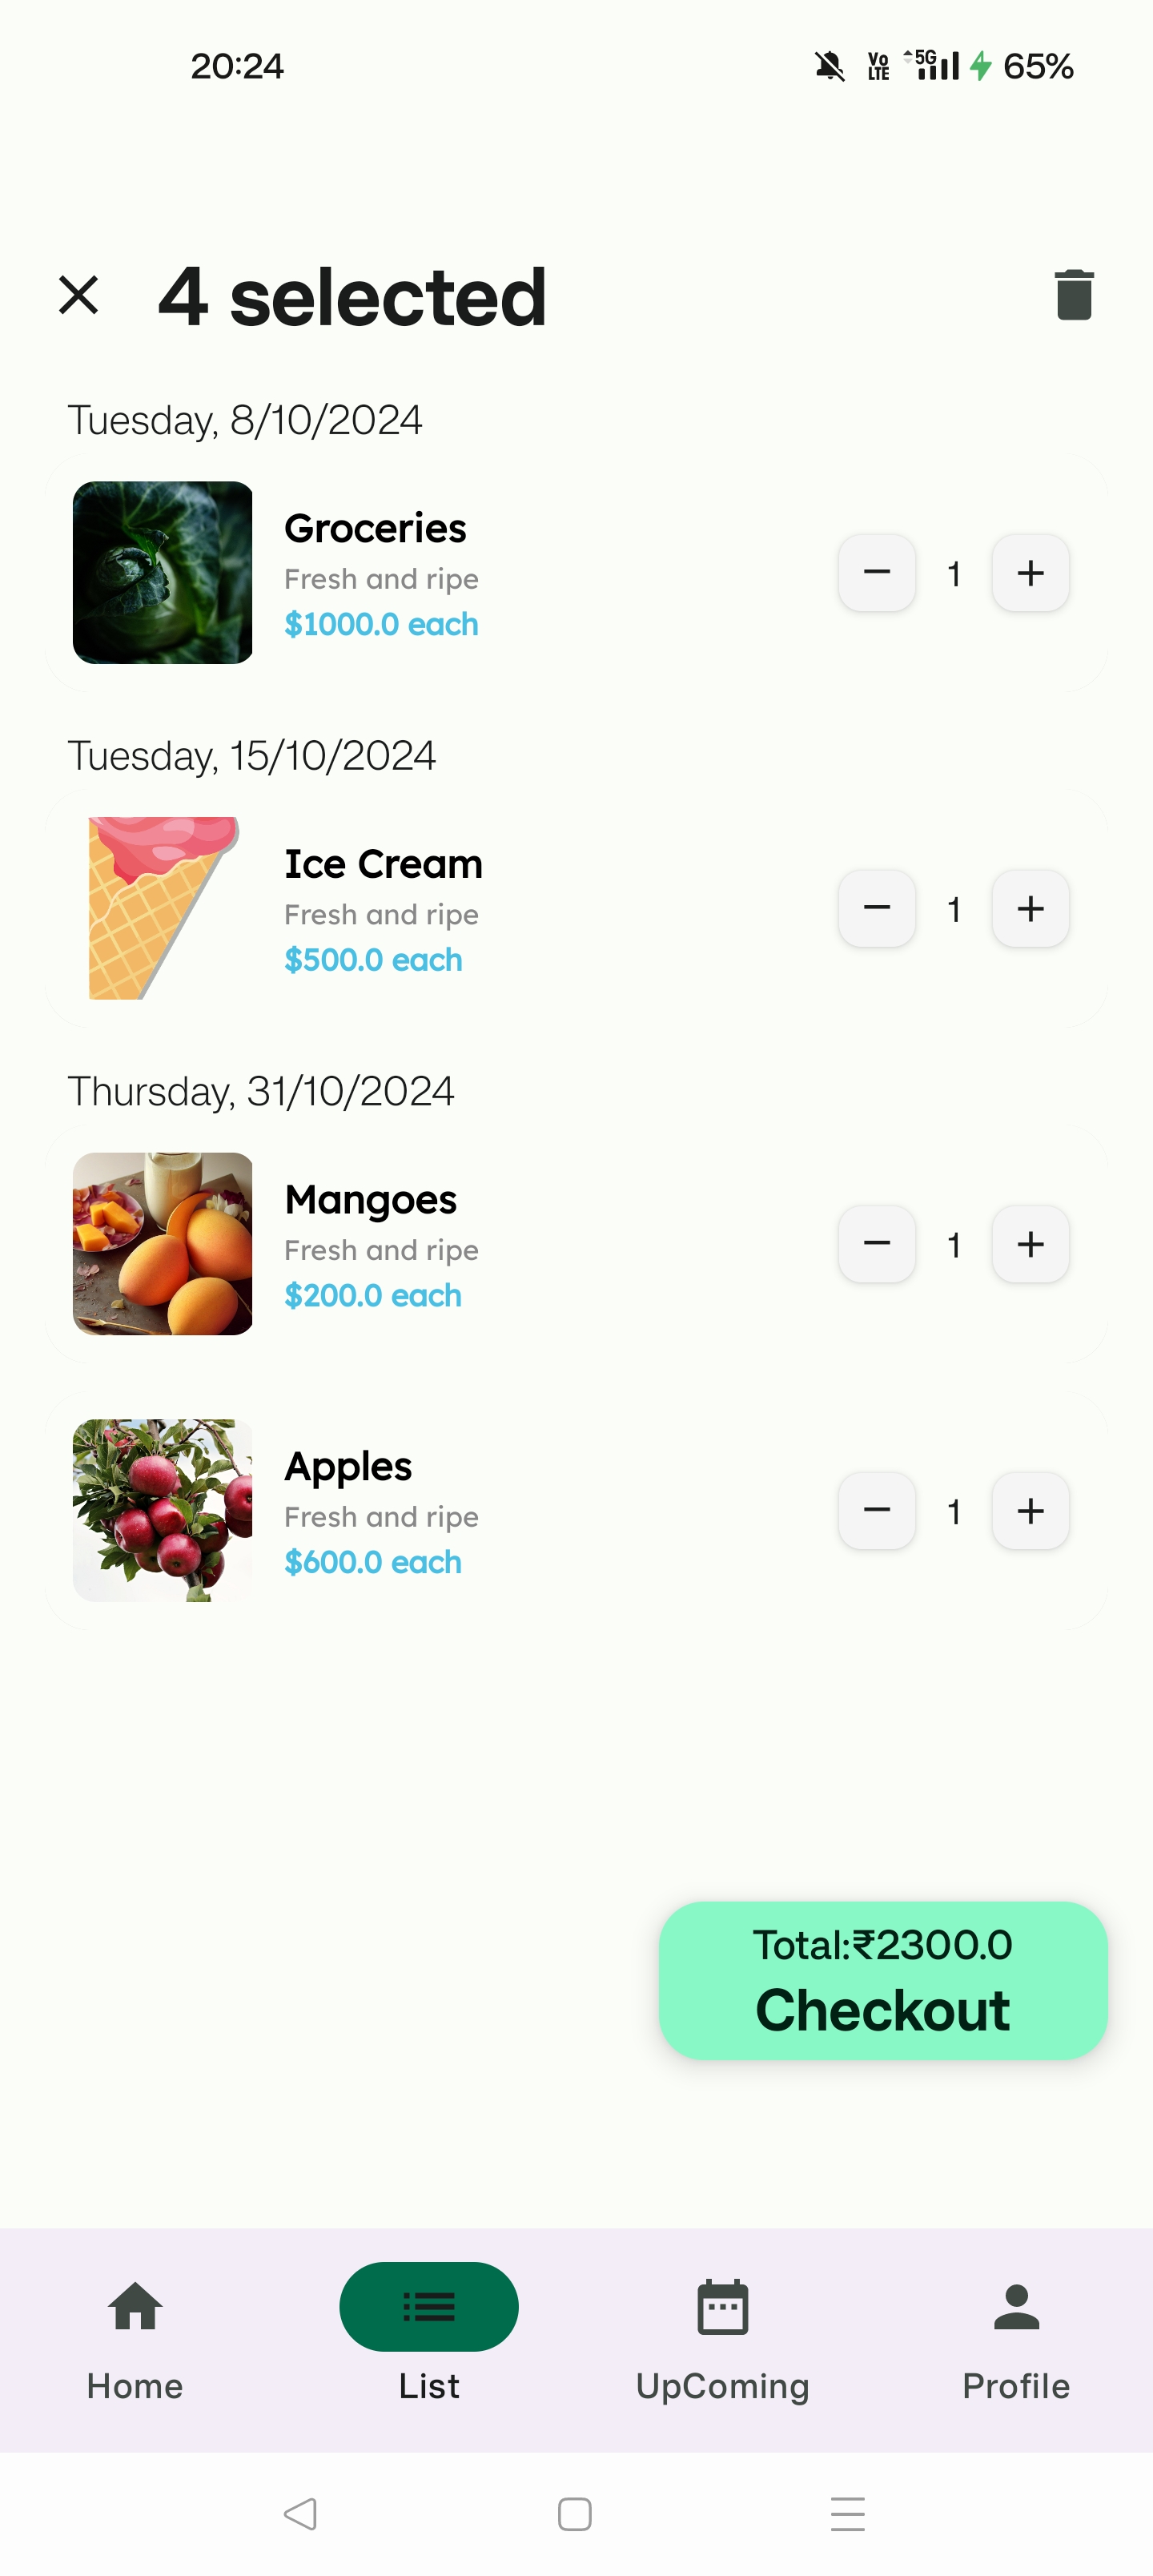 20:24
Vo LTE 5G 65%
4 selected
Tuesday, 8/10/2024
Groceries
Fresh and ripe
$1000.0 each
1
Tuesday, 15/10/2024
Ice Cream
Fresh and ripe
$500.0 each
1
Thursday, 31/10/2024
Mangoes
Fresh and ripe
$200.0 each
1
Apples
Fresh and ripe
$600.0 each
1
Total:₹2300.0
Checkout
Home
List
UpComing
Profile